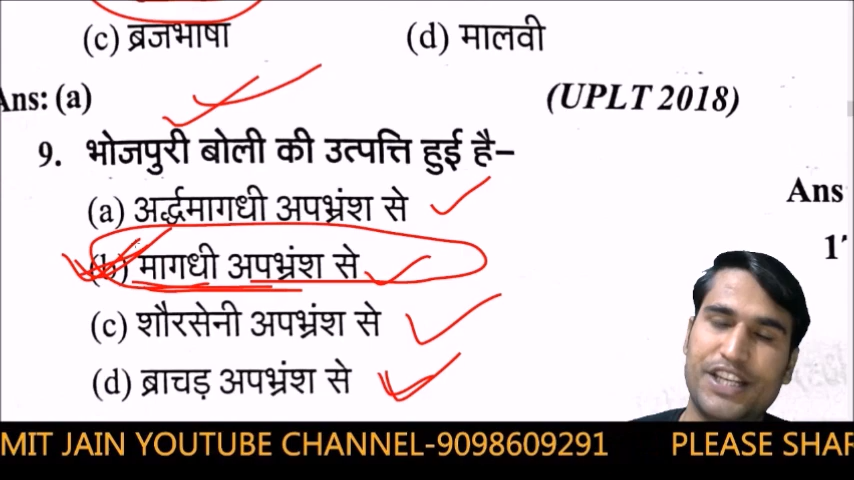 (c) ब्रजभाषा (d) मालवी
Ans: (a) (UPLT 2018)
9. भोजपुरी बोली की उत्पत्ति हुई है–
(a) अर्द्धमागधी अपभ्रंश से
(b) मागधी अपभ्रंश से
(c) शौरसेनी अपभ्रंश से
(d) ब्राचड़ अपभ्रंश से
Ans
MIT JAIN YOUTUBE CHANNEL-9098609291 PLEASE SHAR